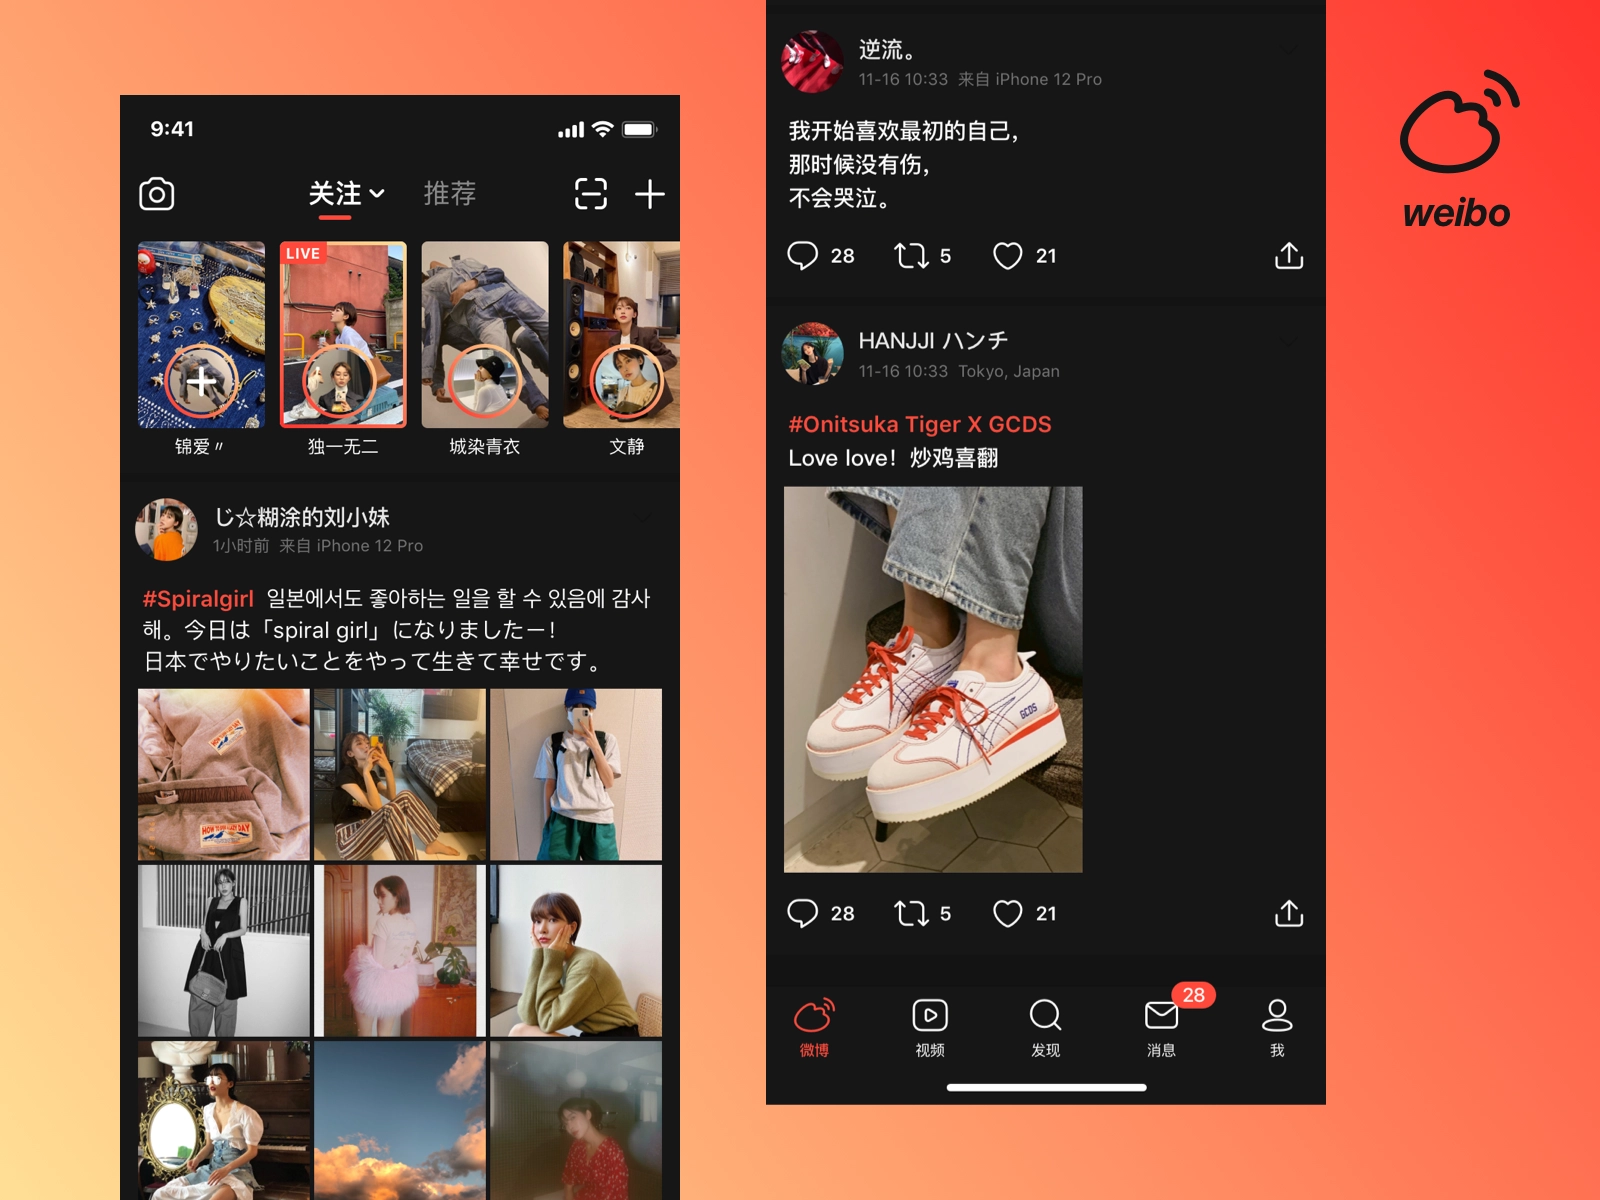 9:41
关注
推荐
LIVE
锦爱〃
独一无二
城染青衣
文静
じ☆糊涂的刘小妹
1小时前 来自 iPhone 12 Pro
#Spiralgirl 일본에서도 좋아하는 일을 할 수 있음에 감사
해。今日は「spiral girl」になりましたー！
日本でやりたいことをやって生きて幸せです。
逆流。
11-16 10:33 来自 iPhone 12 Pro
我开始喜欢最初的自己，
那时候没有伤，
不会哭泣。
28
5
21
HANJJI ハンチ
11-16 10:33 Tokyo, Japan
#Onitsuka Tiger X GCDS
Love love！炒鸡喜翻
GCDS
28
5
21
28
微博
视频
发现
消息
我
weibo